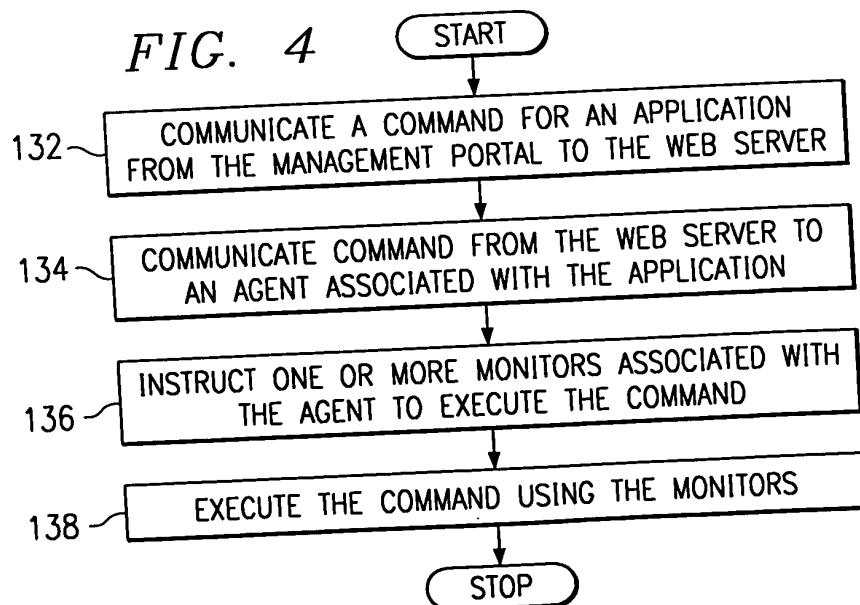 FIG. 4
START
132
COMMUNICATE A COMMAND FOR AN APPLICATION
FROM THE MANAGEMENT PORTAL TO THE WEB SERVER
134
COMMUNICATE COMMAND FROM THE WEB SERVER TO
AN AGENT ASSOCIATED WITH THE APPLICATION
136
INSTRUCT ONE OR MORE MONITORS ASSOCIATED WITH
THE AGENT TO EXECUTE THE COMMAND
138
EXECUTE THE COMMAND USING THE MONITORS
STOP